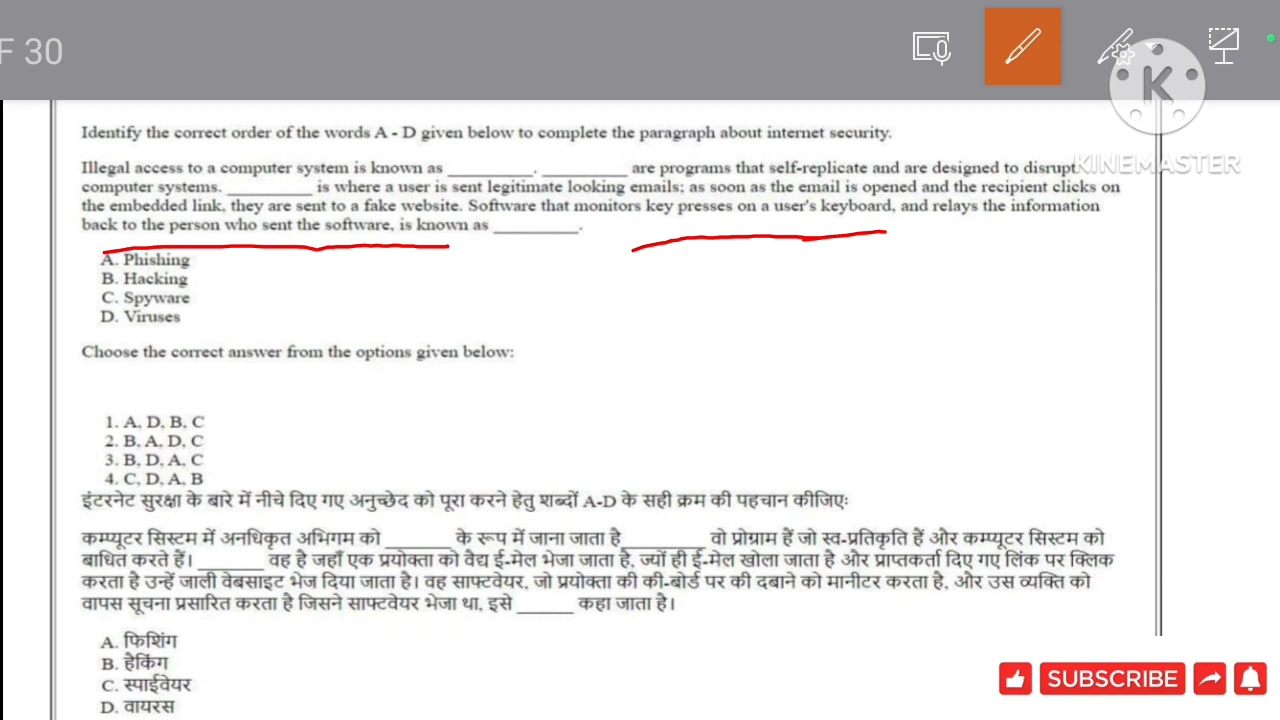 F 30
K
KINEMASTER
Identify the correct order of the words A - D given below to complete the paragraph about internet security.
Illegal access to a computer system is known as _________. _________ are programs that self-replicate and are designed to disrupt
computer systems. _________ is where a user is sent legitimate looking emails; as soon as the email is opened and the recipient clicks on
the embedded link, they are sent to a fake website. Software that monitors key presses on a user's keyboard, and relays the information
back to the person who sent the software, is known as _________.
A. Phishing
B. Hacking
C. Spyware
D. Viruses
Choose the correct answer from the options given below:
1. A, D, B, C
2. B, A, D, C
3. B, D, A, C
4. C, D, A, B
इंटरनेट सुरक्षा के बारे में नीचे दिए गए अनुच्छेद को पूरा करने हेतु शब्दों A-D के सही क्रम की पहचान कीजिएः
कम्प्यूटर सिस्टम में अनधिकृत अभिगम को ______ के रूप में जाना जाता है______ वो प्रोग्राम हैं जो स्व-प्रतिकृति हैं और कम्प्यूटर सिस्टम को
बाधित करते हैं। ______ वह है जहाँ एक प्रयोक्ता को वैद्य ई-मेल भेजा जाता है, ज्यों ही ई-मेल खोला जाता है और प्राप्तकर्ता दिए गए लिंक पर क्लिक
करता है उन्हें जाली वेबसाइट भेज दिया जाता है। वह साफ्टवेयर, जो प्रयोक्ता की की-बोर्ड पर की दबाने को मानीटर करता है, और उस व्यक्ति को
वापस सूचना प्रसारित करता है जिसने साफ्टवेयर भेजा था, इसे ______ कहा जाता है।
A. फिशिंग
B. हैकिंग
C. स्पाईवेयर
D. वायरस
SUBSCRIBE